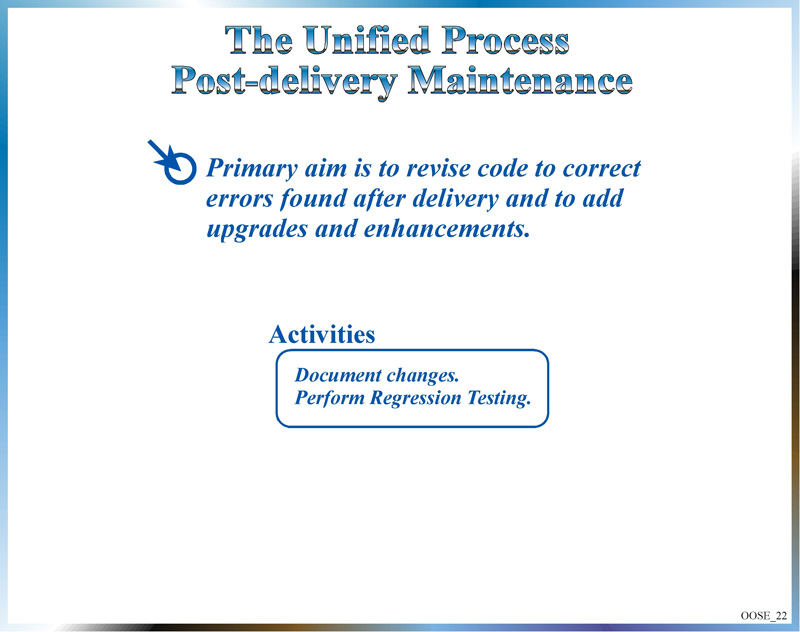 The Unified Process
Post-delivery Maintenance
Primary aim is to revise code to correct
errors found after delivery and to add
upgrades and enhancements.
Activities
Document changes.
Perform Regression Testing.
OOSE_22